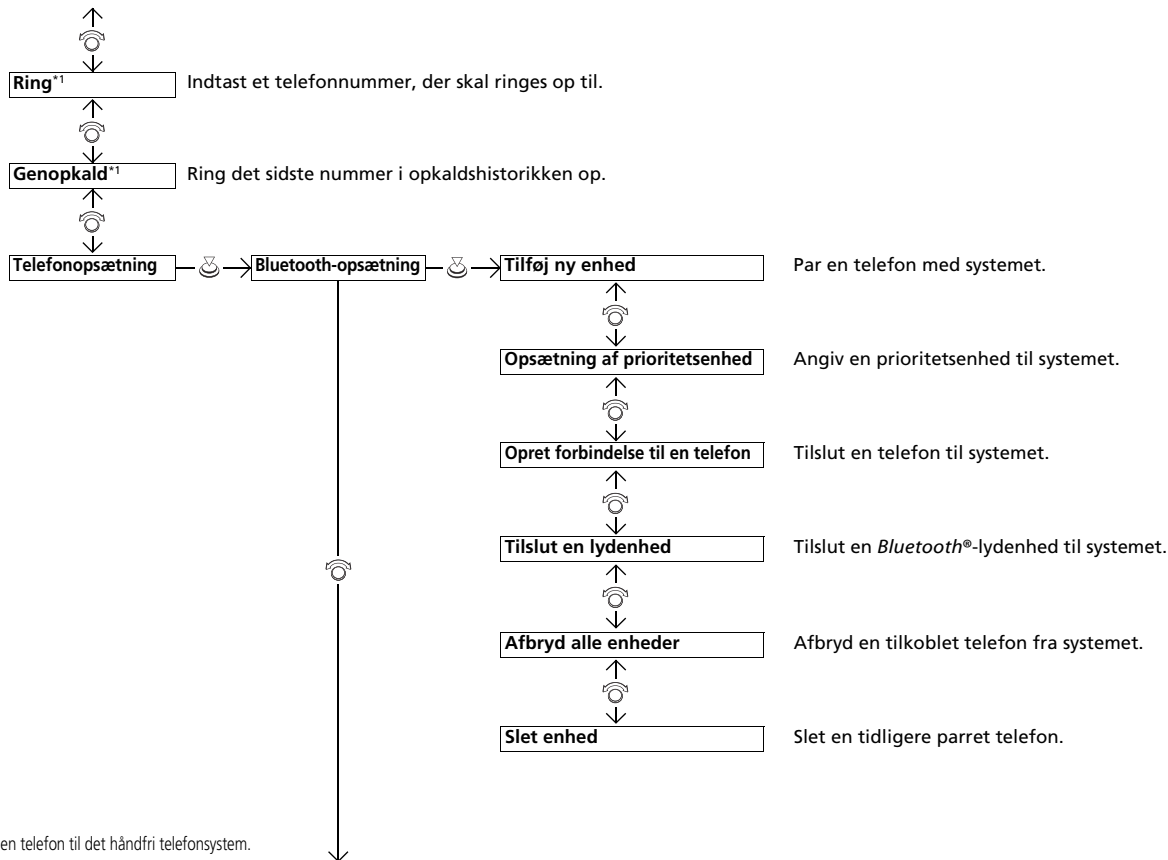 Ring*1 Indtast et telefonnummer, der skal ringes op til.
Genopkald*1 Ring det sidste nummer i opkaldshistorikken op.
Telefonopsætning Bluetooth-opsætning Tilføj ny enhed Par en telefon med systemet.
Opsætning af prioritetsenhed Angiv en prioritetsenhed til systemet.
Opret forbindelse til en telefon Tilslut en telefon til systemet.
Tilslut en lydenhed Tilslut en Bluetooth®-lydenhed til systemet.
Afbryd alle enheder Afbryd en tilkoblet telefon fra systemet.
Slet enhed Slet en tidligere parret telefon.
en telefon til det håndfri telefonsystem.